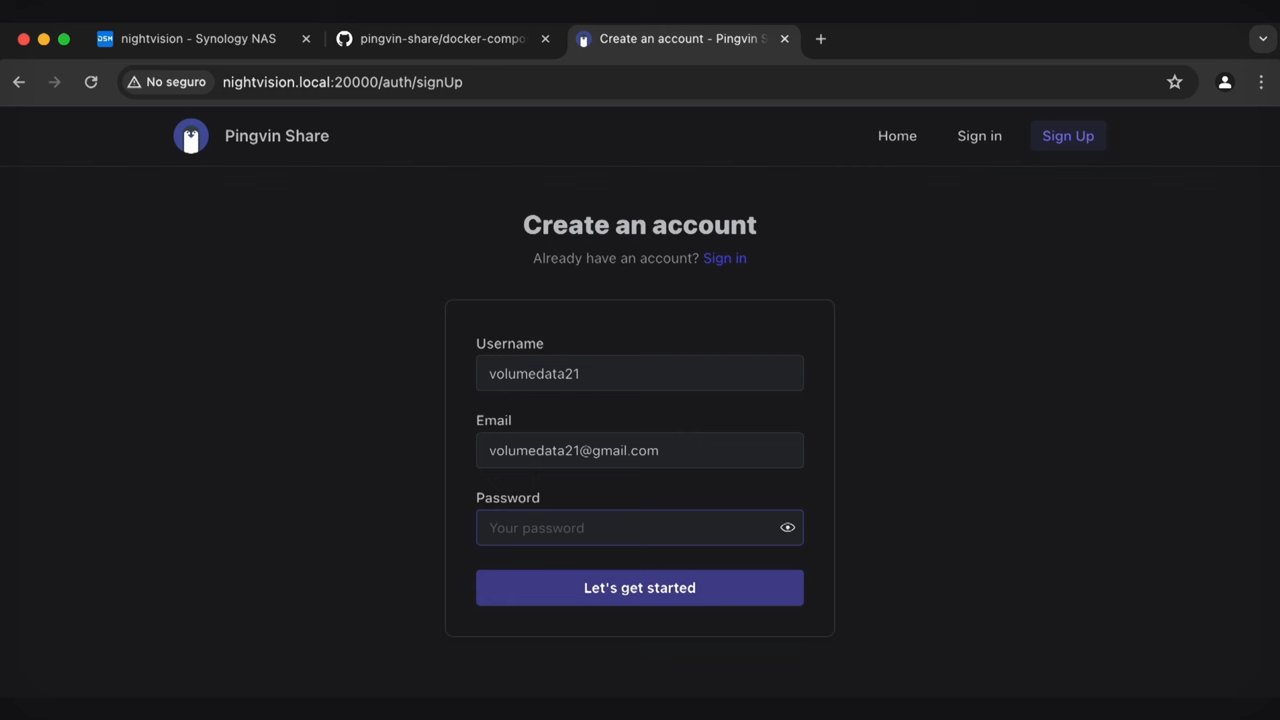 nightvision - Synology NAS
pingvin-share/docker-compo
Create an account - Pingvin S
No seguro
nightvision.local:20000/auth/signUp
Pingvin Share
Home
Sign in
Sign Up
Create an account
Already have an account? Sign in
Username
volumedata21
Email
volumedata21@gmail.com
Password
Your password
Let's get started